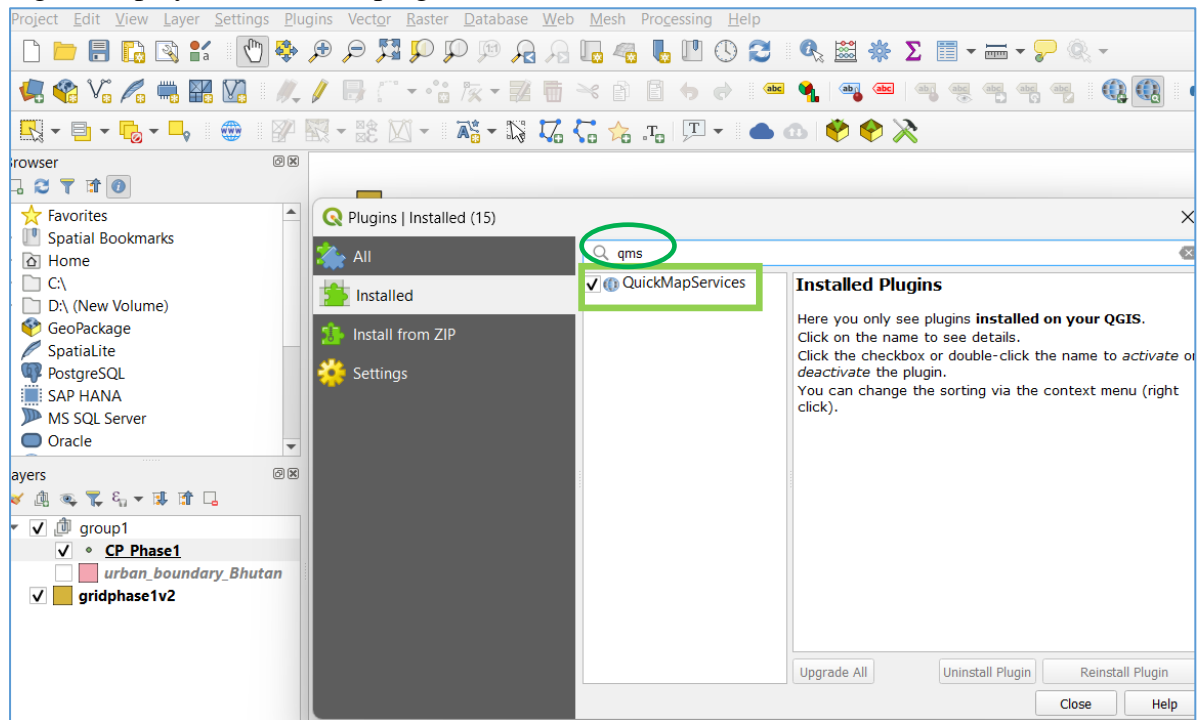 Project Edit View Layer Settings Plugins Vector Raster Database Web Mesh Processing Help
abc abc abc
T T
Browser
Favorites
Spatial Bookmarks
Home
C:\
D:\ (New Volume)
GeoPackage
SpatiaLite
PostgreSQL
SAP HANA
MS SQL Server
Oracle
ayers
group1
CP_Phase1
urban_boundary_Bhutan
gridphase1v2
Plugins | Installed (15)
All
Installed
Install from ZIP
Settings
qms
QuickMapServices
Installed Plugins
Here you only see plugins installed on your QGIS.
Click on the name to see details.
Click the checkbox or double-click the name to activate or
deactivate the plugin.
You can change the sorting via the context menu (right
click).
Upgrade All Uninstall Plugin Reinstall Plugin
Close Help